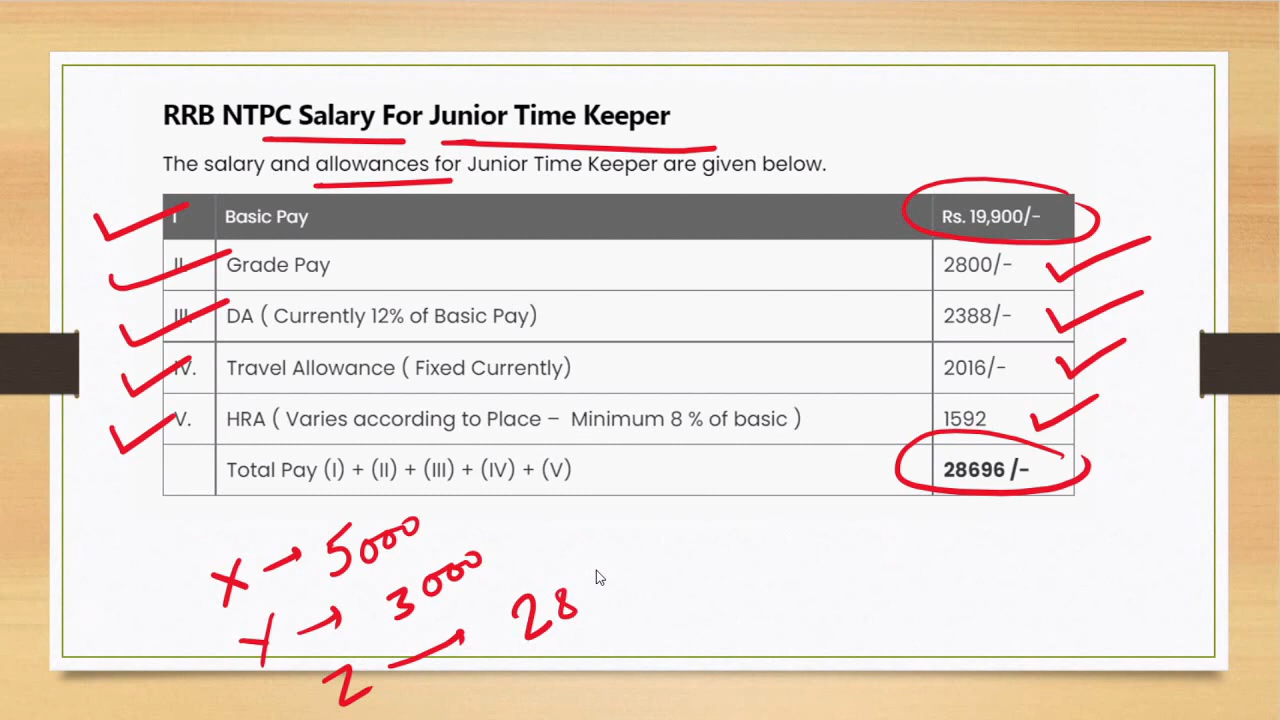 RRB NTPC Salary For Junior Time Keeper
The salary and allowances for Junior Time Keeper are given below.
I Basic Pay Rs. 19,900/-
II. Grade Pay 2800/-
III. DA ( Currently 12% of Basic Pay) 2388/-
IV. Travel Allowance ( Fixed Currently) 2016/-
V. HRA ( Varies according to Place – Minimum 8 % of basic ) 1592
Total Pay (I) + (II) + (III) + (IV) + (V) 28696 /-
X → 5000
Y → 3000
Z → 28